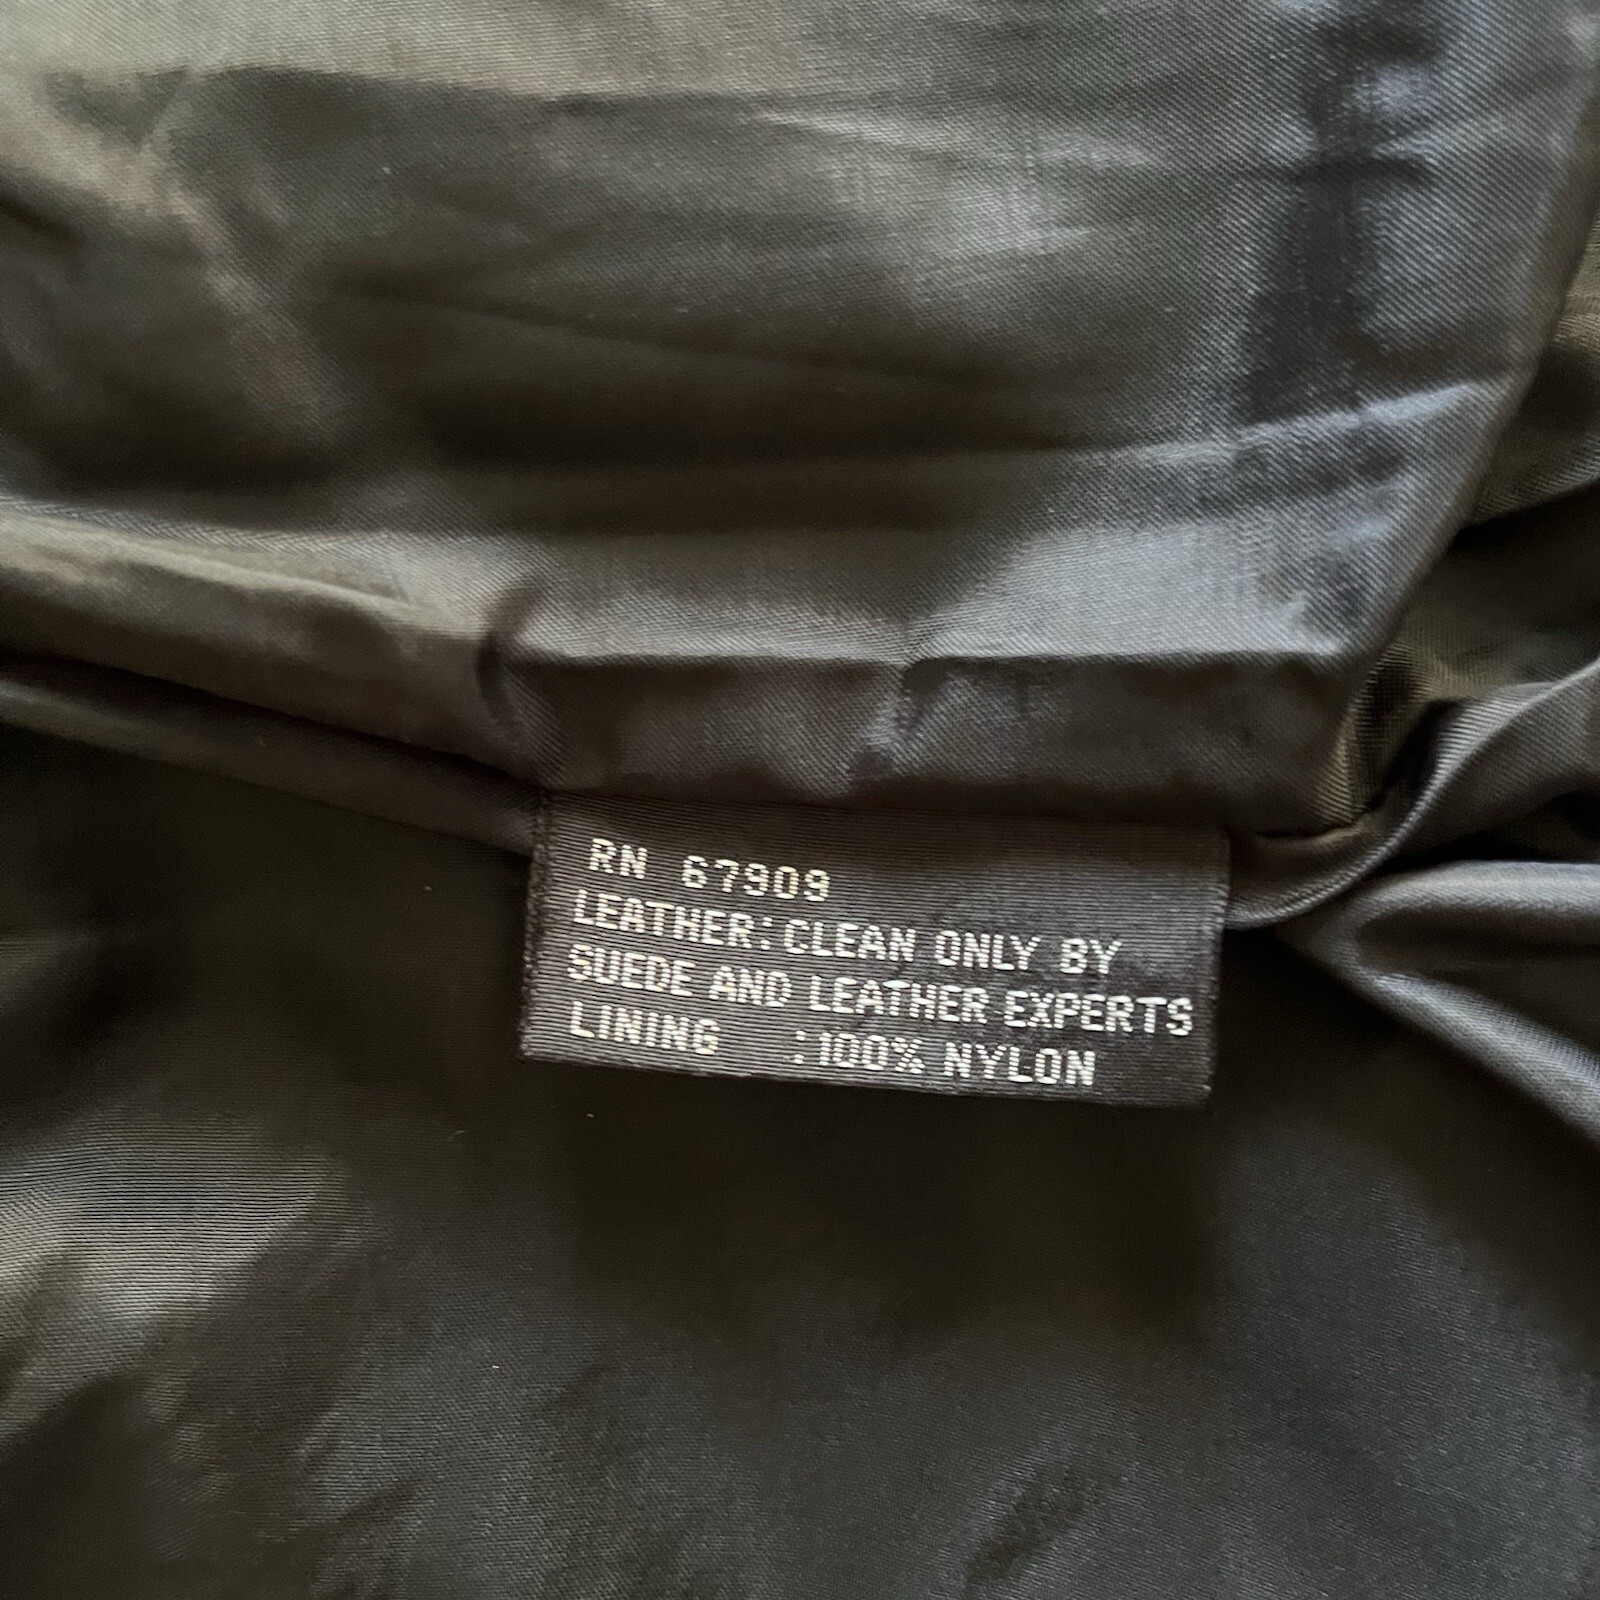 RN 67909
LEATHER: CLEAN ONLY BY
SUEDE AND LEATHER EXPERTS
LINING :100% NYLON